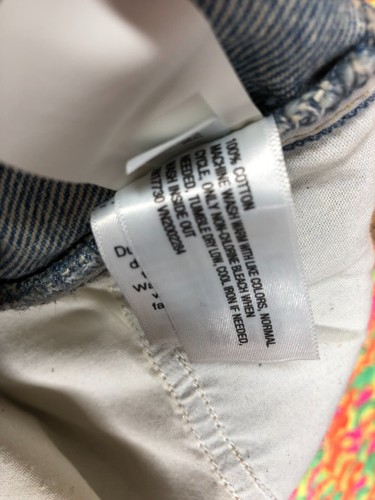 100% COTTON
MACHINE WASH WARM WITH LIKE COLORS, NORMAL
CYCLE. ONLY NON-CHLORINE BLEACH WHEN
NEEDED, TUMBLE DRY LOW, COOL IRON IF NEEDED,
INSIDE OUT